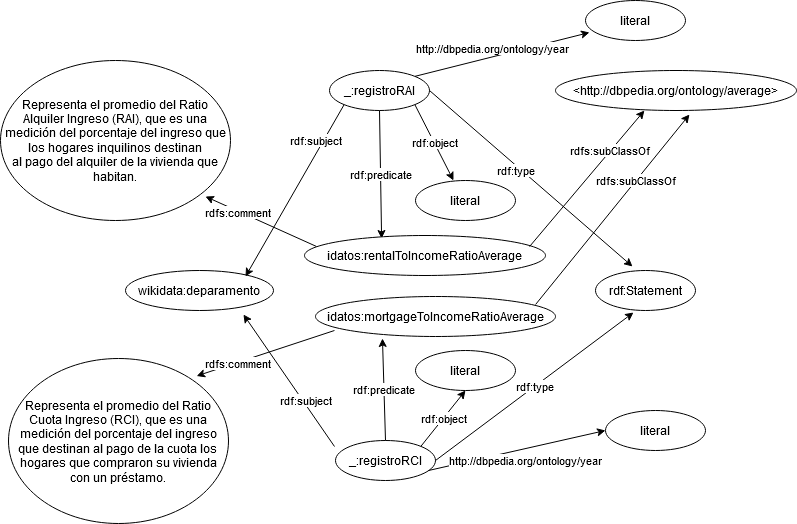 literal
http://dbpedia.org/ontology/year
_:registroRAI
<http://dbpedia.org/ontology/average>
Representa el promedio del Ratio
Alquiler Ingreso (RAI), que es una
medición del porcentaje del ingreso que
los hogares inquilinos destinan
al pago del alquiler de la vivienda que
habitan.
rdf:subject
rdf:object
rdfs:subClassOf
rdf:predicate
rdf:type
rdfs:subClassOf
literal
rdfs:comment
idatos:rentalToIncomeRatioAverage
wikidata:deparamento
rdf:Statement
idatos:mortgageToIncomeRatioAverage
rdfs:comment
literal
rdf:predicate
rdf:type
rdf:subject
rdf:object
Representa el promedio del Ratio
Cuota Ingreso (RCI), que es una
medición del porcentaje del ingreso
que destinan al pago de la cuota los
hogares que compraron su vivienda
con un préstamo.
literal
_:registroRCI
http://dbpedia.org/ontology/year